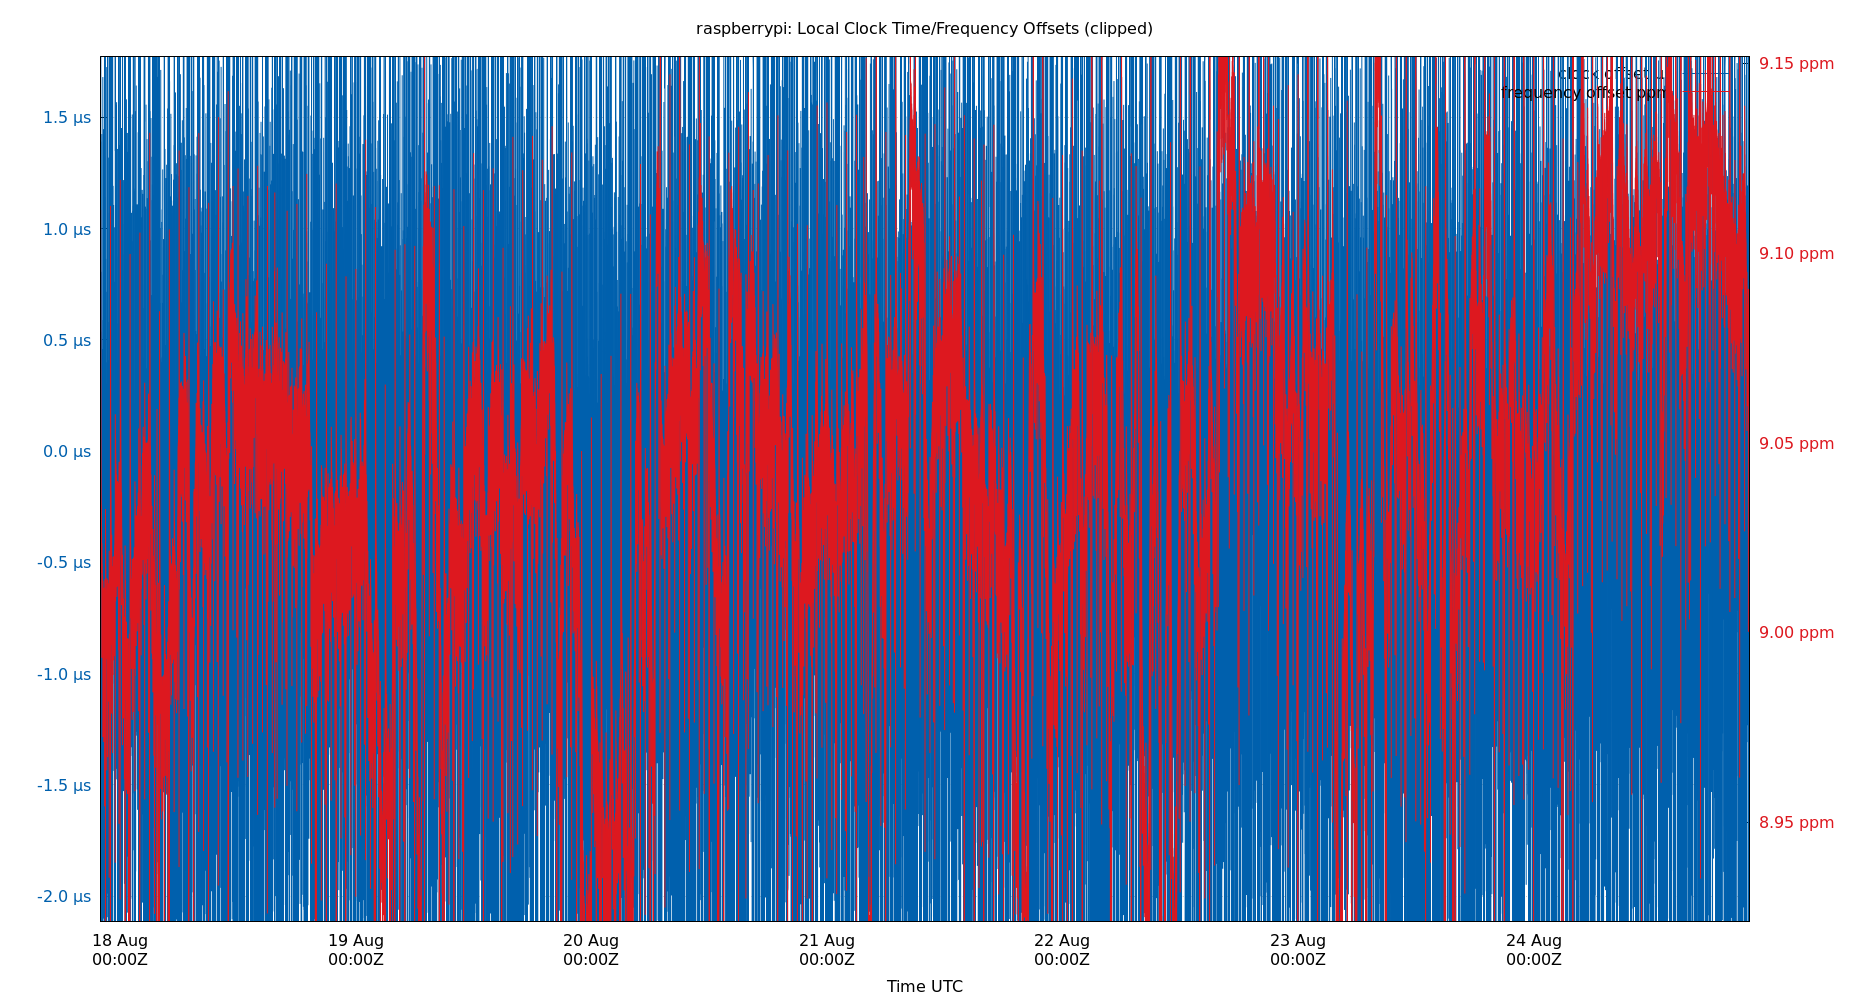 raspberrypi: Local Clock Time/Frequency Offsets (clipped)
clock offset
frequency offset ppm
1.5 µs
1.0 µs
0.5 µs
0.0 µs
-0.5 µs
-1.0 µs
-1.5 µs
-2.0 µs
9.15 ppm
9.10 ppm
9.05 ppm
9.00 ppm
8.95 ppm
18 Aug 19 Aug 20 Aug 21 Aug 22 Aug 23 Aug 24 Aug
00:00Z 00:00Z 00:00Z 00:00Z 00:00Z 00:00Z 00:00Z
Time UTC